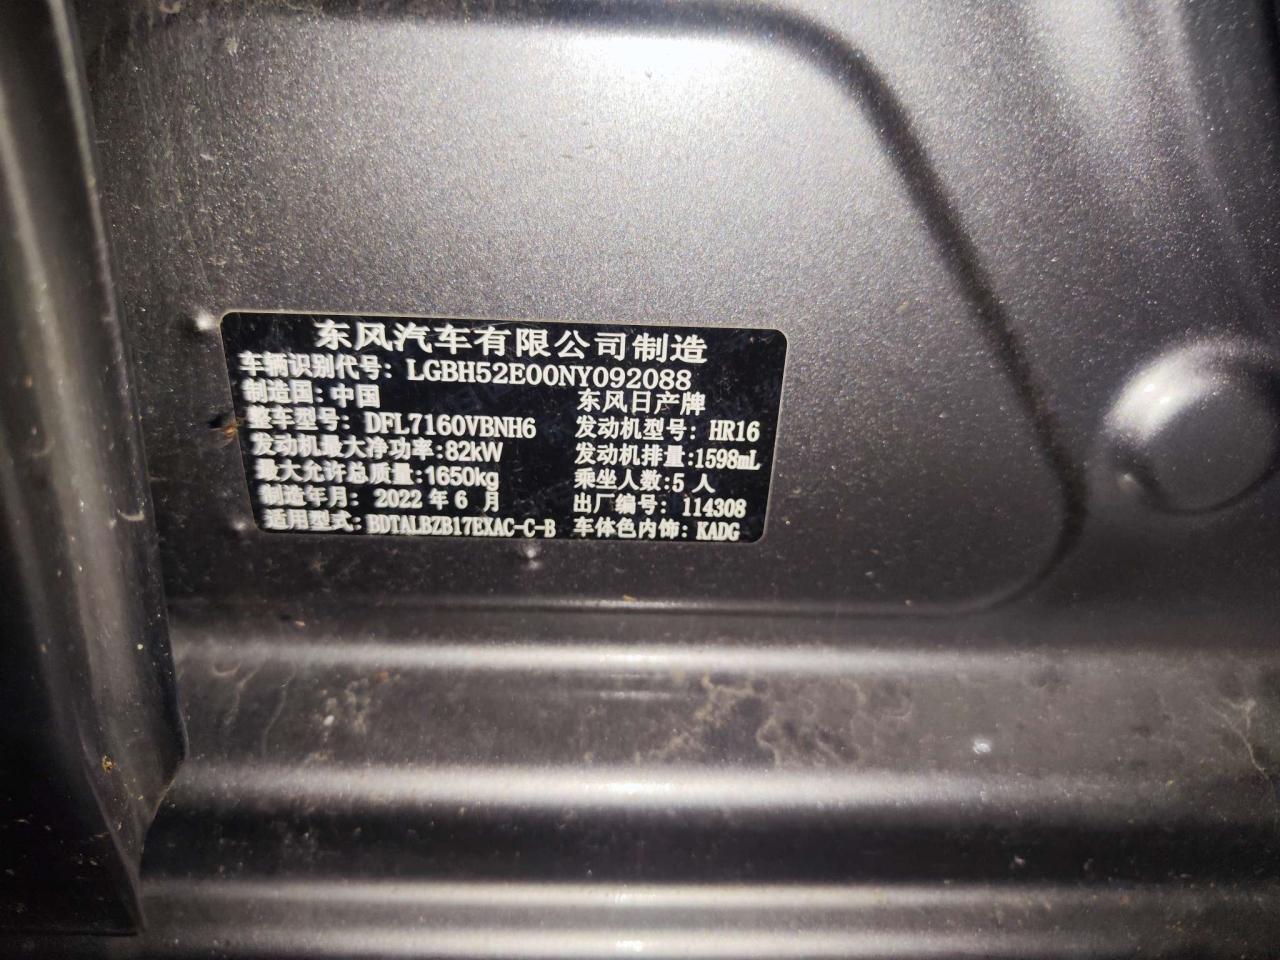 东风汽车有限公司制造
车辆识别代号: LGBH52E00NY092088
制造国: 中国 东风日产牌
整车型号: DFL7160VBNH6 发动机型号: HR16
发动机最大净功率:82kW 发动机排量:1598mL
最大允许总质量:1650kg 乘坐人数:5 人
制造年月: 2022 年 6 月 出厂编号: 114308
适用型式: BDTALBZB17EXAC-C-B 车体色内饰: KADG